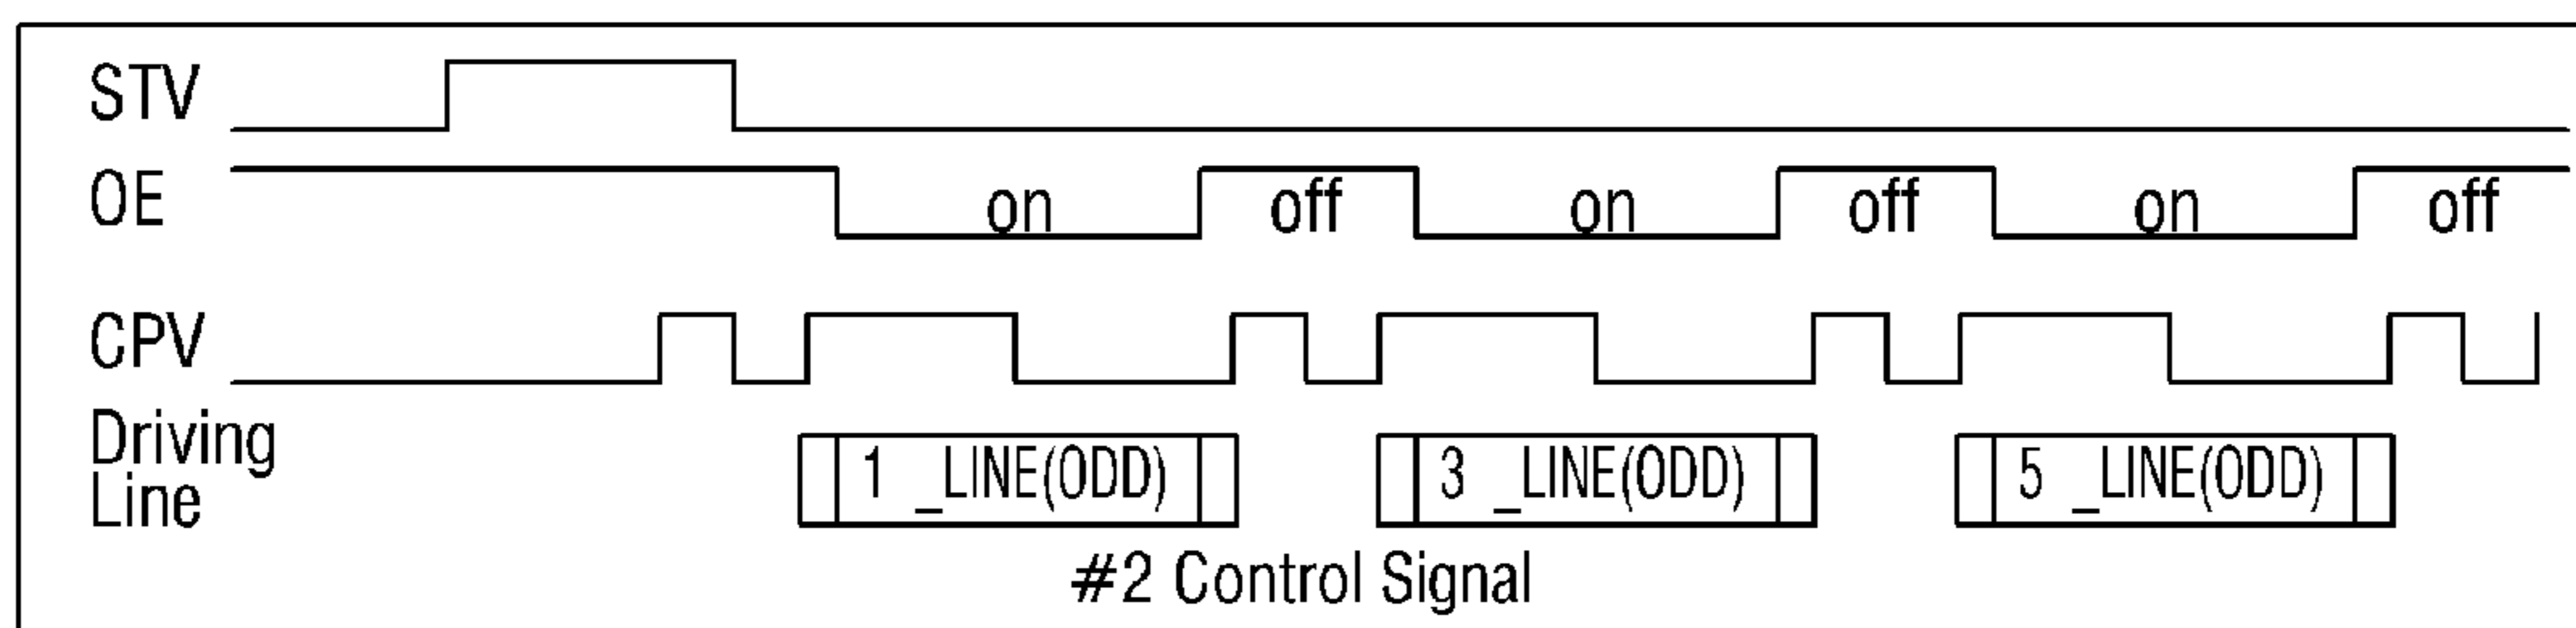 STV
OE
on off on off on off
CPV
Driving
Line
1 _LINE(ODD) 3 _LINE(ODD) 5 _LINE(ODD)
#2 Control Signal